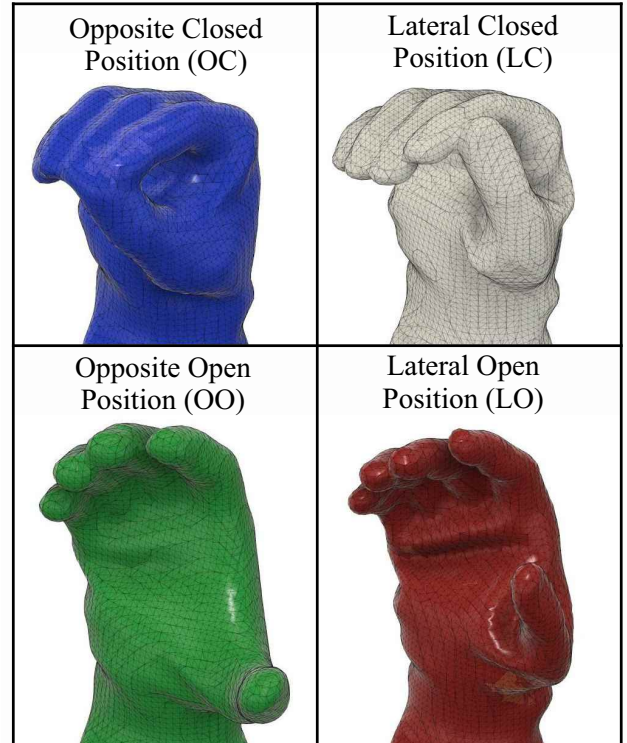 Opposite Closed
Position (OC)
Lateral Closed
Position (LC)
Opposite Open
Position (OO)
Lateral Open
Position (LO)